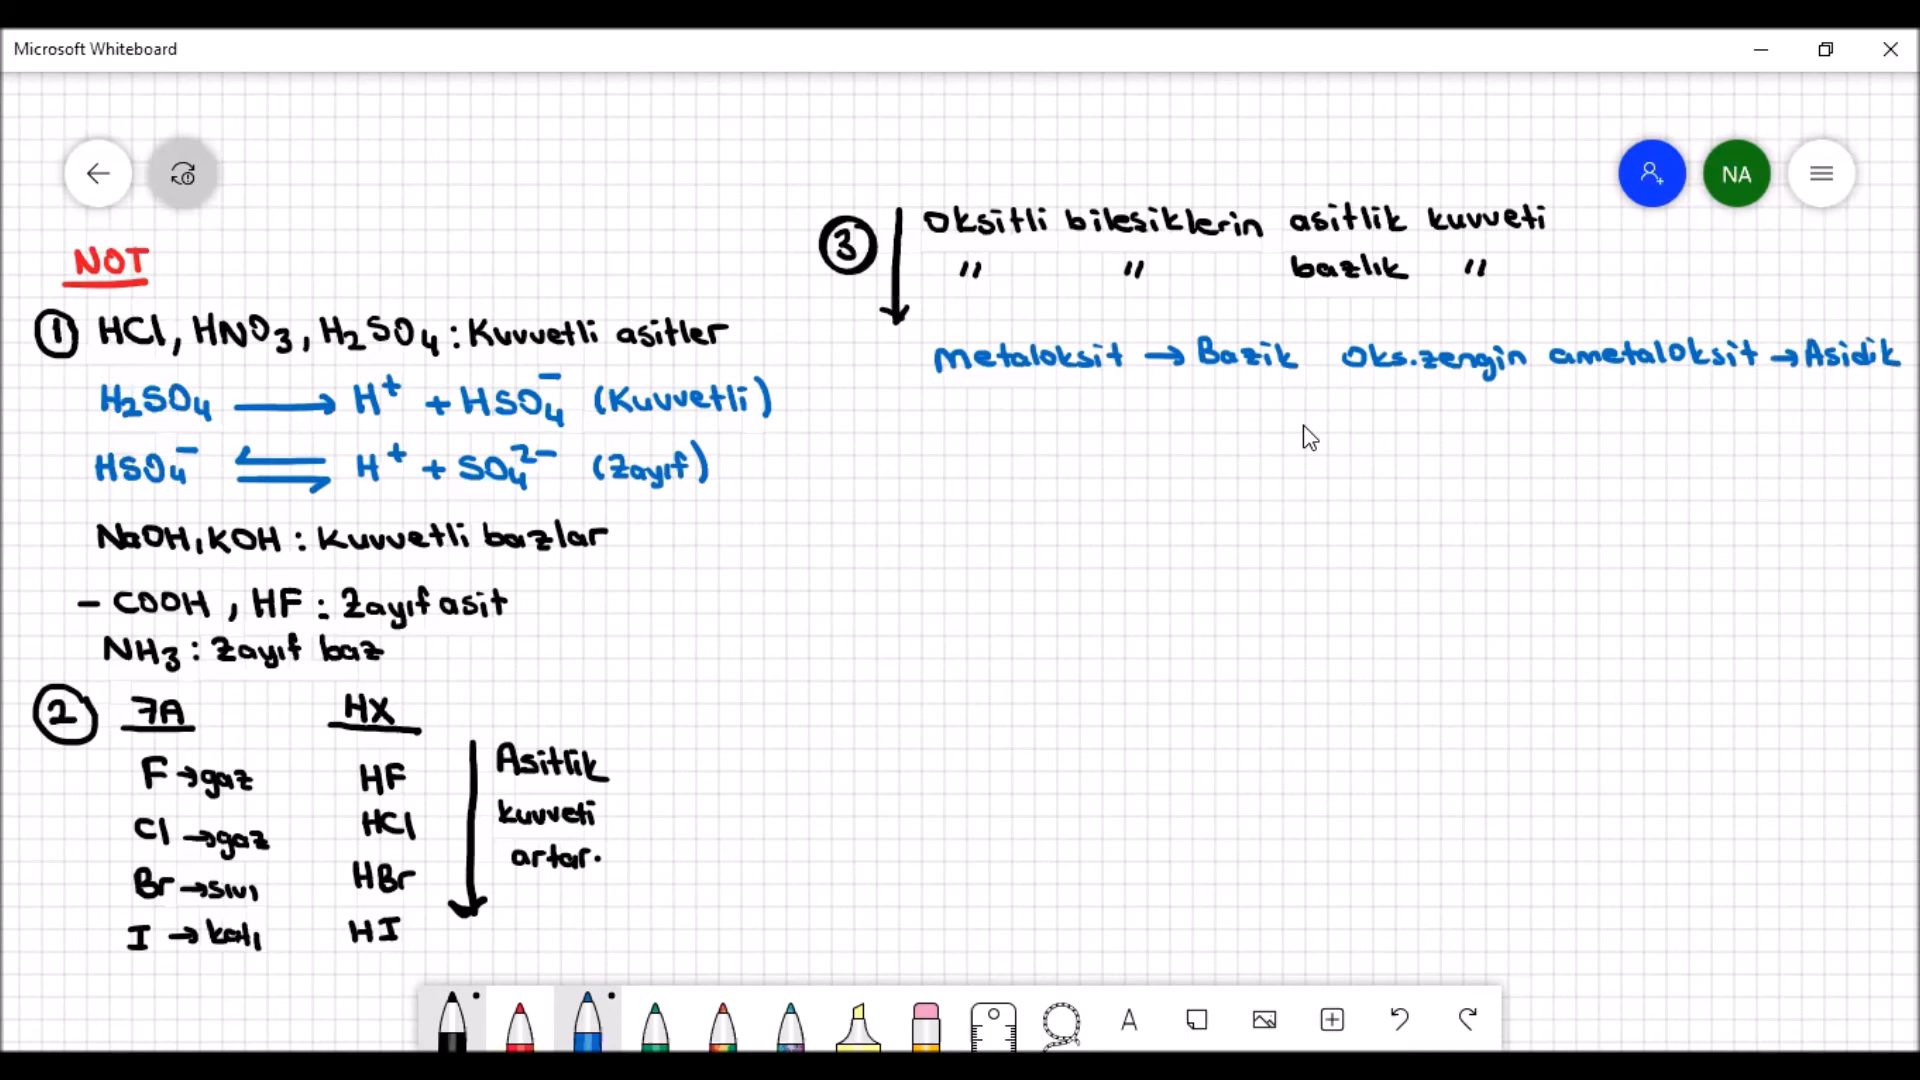 Microsoft Whiteboard
NA
NOT
① HCl, HNO₃, H₂SO₄ : Kuvvetli asitler
H₂SO₄ ⟶ H⁺ + HSO₄⁻ (Kuvvetli)
HSO₄⁻ ⇌ H⁺ + SO₄²⁻ (Zayıf)
NaOH, KOH : Kuvvetli bazlar
- COOH , HF : Zayıf asit
NH₃ : Zayıf baz
② 7A HX
F → gaz HF
Cl → gaz HCl
Br → sıvı HBr
I → katı HI
↓ Asitlik
kuvveti
artar.
③ ↓ Oksitli bileşiklerin asitlik kuvveti
" " bazlık "
Metaloksit → Bazik Oks. zengin ametaloksit → Asidik
A